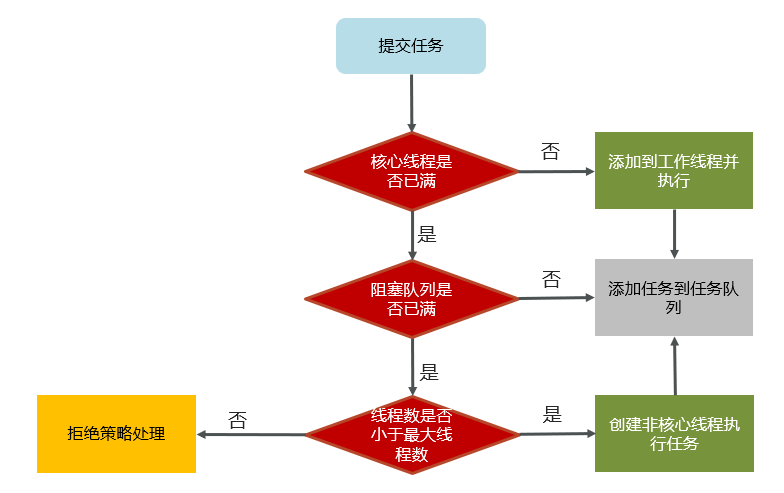 提交任务
核心线程是
否已满
否
添加到工作线程并
执行
是
阻塞队列是
否已满
否
添加任务到任务队
列
是
拒绝策略处理
否
线程数是否
小于最大线
程数
是
创建非核心线程执
行任务